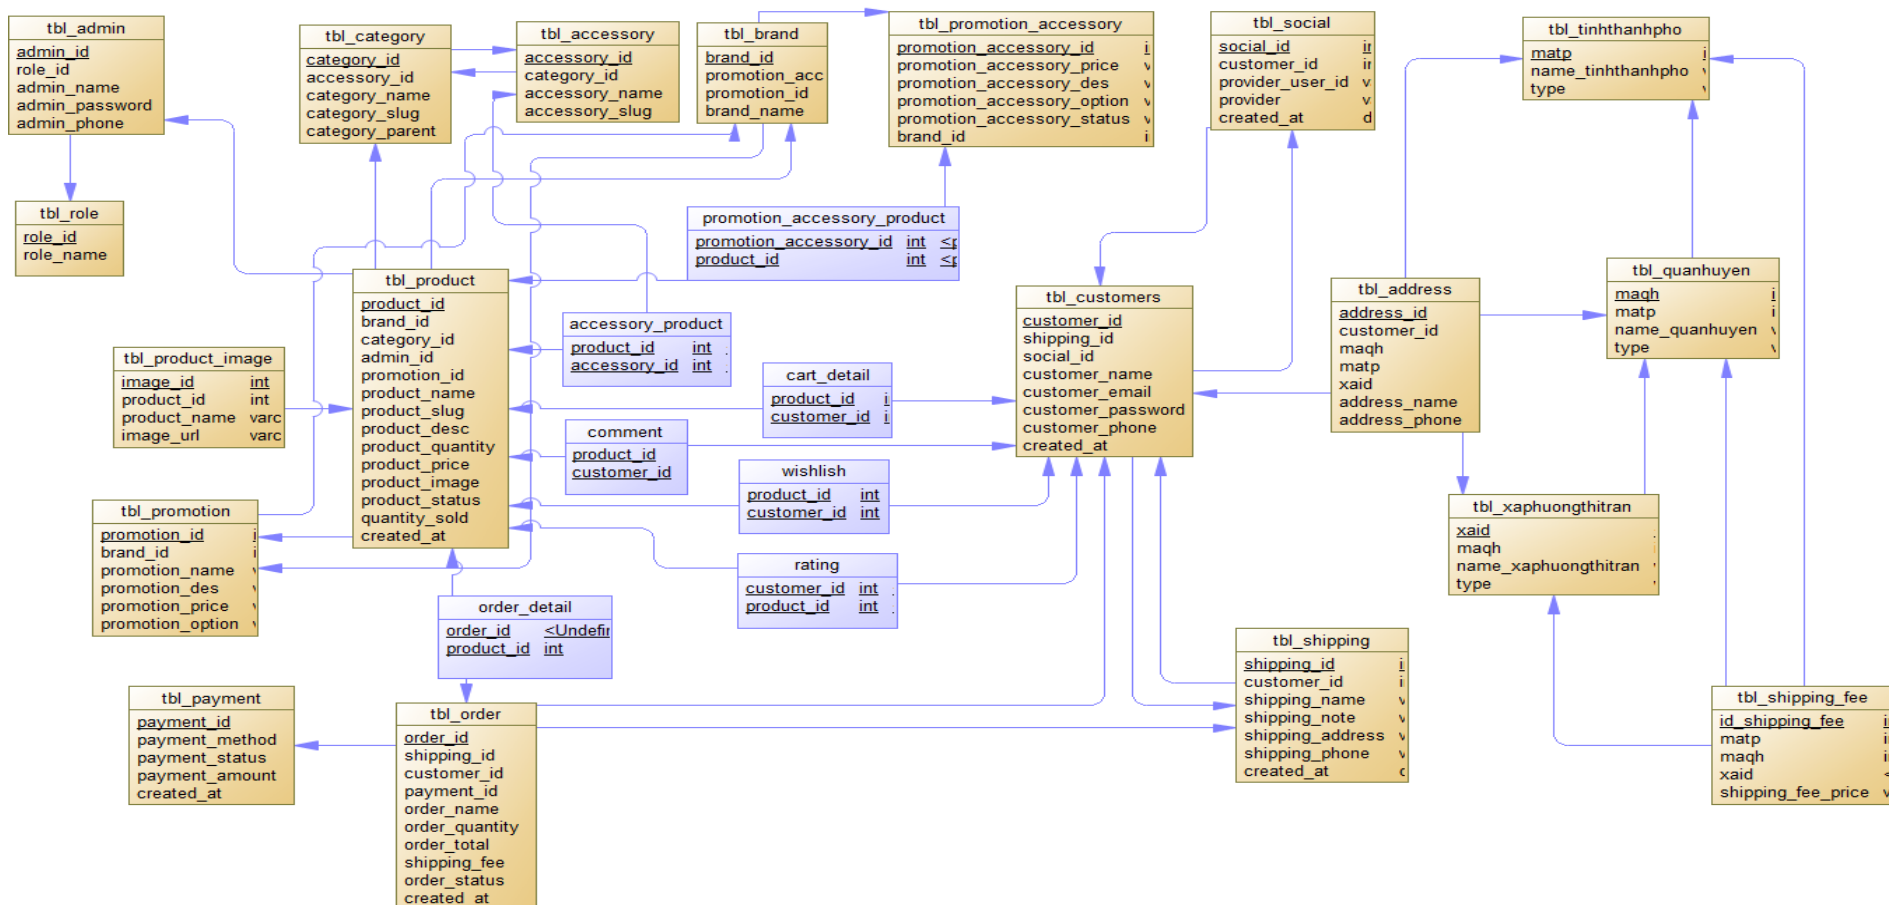 tbl_admin
admin_id
role_id
admin_name
admin_password
admin_phone
tbl_role
role_id
role_name
tbl_category
category_id
accessory_id
category_name
category_slug
category_parent
tbl_accessory
accessory_id
category_id
accessory_name
accessory_slug
tbl_brand
brand_id
promotion_acc
promotion_id
brand_name
tbl_promotion_accessory
promotion_accessory_id
promotion_accessory_price
promotion_accessory_des
promotion_accessory_option
promotion_accessory_status
brand_id
tbl_social
social_id
customer_id
provider_user_id
provider
created_at
tbl_tinhthanhpho
matp
name_tinhthanhpho
type
promotion_accessory_product
promotion_accessory_id int
product_id int
tbl_product
product_id
brand_id
category_id
admin_id
promotion_id
product_name
product_slug
product_desc
product_quantity
product_price
product_image
product_status
quantity_sold
created_at
accessory_product
product_id int
accessory_id int
tbl_product_image
image_id int
product_id int
product_name varc
image_url varc
cart_detail
product_id
customer_id
comment
product_id
customer_id
wishlish
product_id int
customer_id int
rating
customer_id int
product_id int
tbl_customers
customer_id
shipping_id
social_id
customer_name
customer_email
customer_password
customer_phone
created_at
tbl_address
address_id
customer_id
maqh
matp
xaid
address_name
address_phone
tbl_quanhuyen
maqh
matp
name_quanhuyen
type
tbl_xaphuongthitran
xaid
maqh
name_xaphuongthitran
type
tbl_promotion
promotion_id
brand_id
promotion_name
promotion_des
promotion_price
promotion_option
order_detail
order_id <Undefi
product_id int
tbl_payment
payment_id
payment_method
payment_status
payment_amount
created_at
tbl_order
order_id
shipping_id
customer_id
payment_id
order_name
order_quantity
order_total
shipping_fee
order_status
created_at
tbl_shipping
shipping_id
customer_id
shipping_name
shipping_note
shipping_address
shipping_phone
created_at
tbl_shipping_fee
id_shipping_fee
matp
maqh
xaid
shipping_fee_price